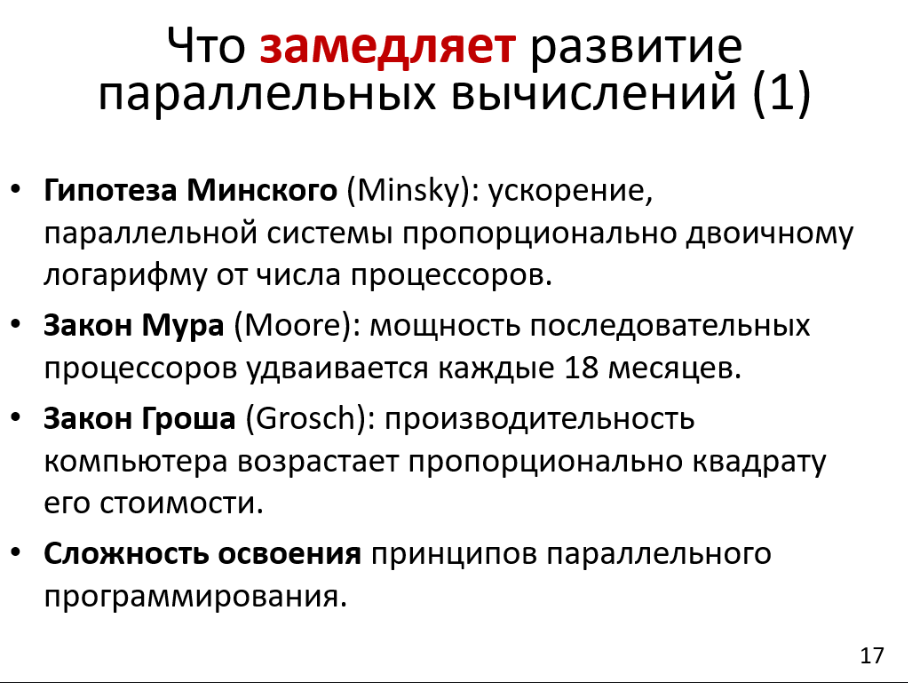 Что замедляет развитие
параллельных вычислений (1)
• Гипотеза Минского (Minsky): ускорение,
параллельной системы пропорционально двоичному
логарифму от числа процессоров.
• Закон Мура (Moore): мощность последовательных
процессоров удваивается каждые 18 месяцев.
• Закон Гроша (Grosch): производительность
компьютера возрастает пропорционально квадрату
его стоимости.
• Сложность освоения принципов параллельного
программирования.
17